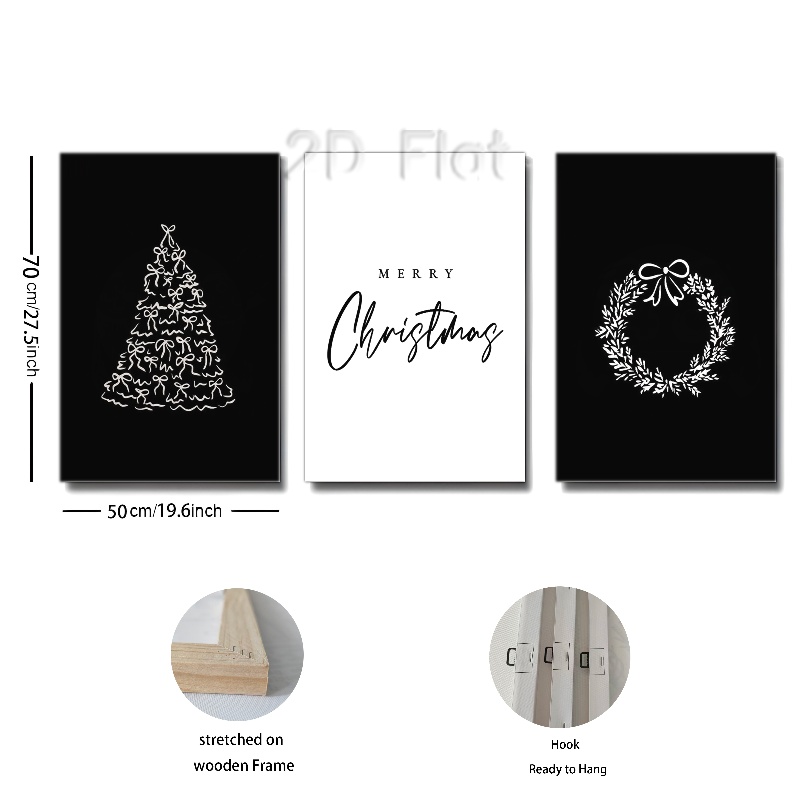 2D Flat
MERRY
Christmas
70cm/27.5inch
50cm/19.6inch
stretched on
wooden Frame
Hook
Ready to Hang